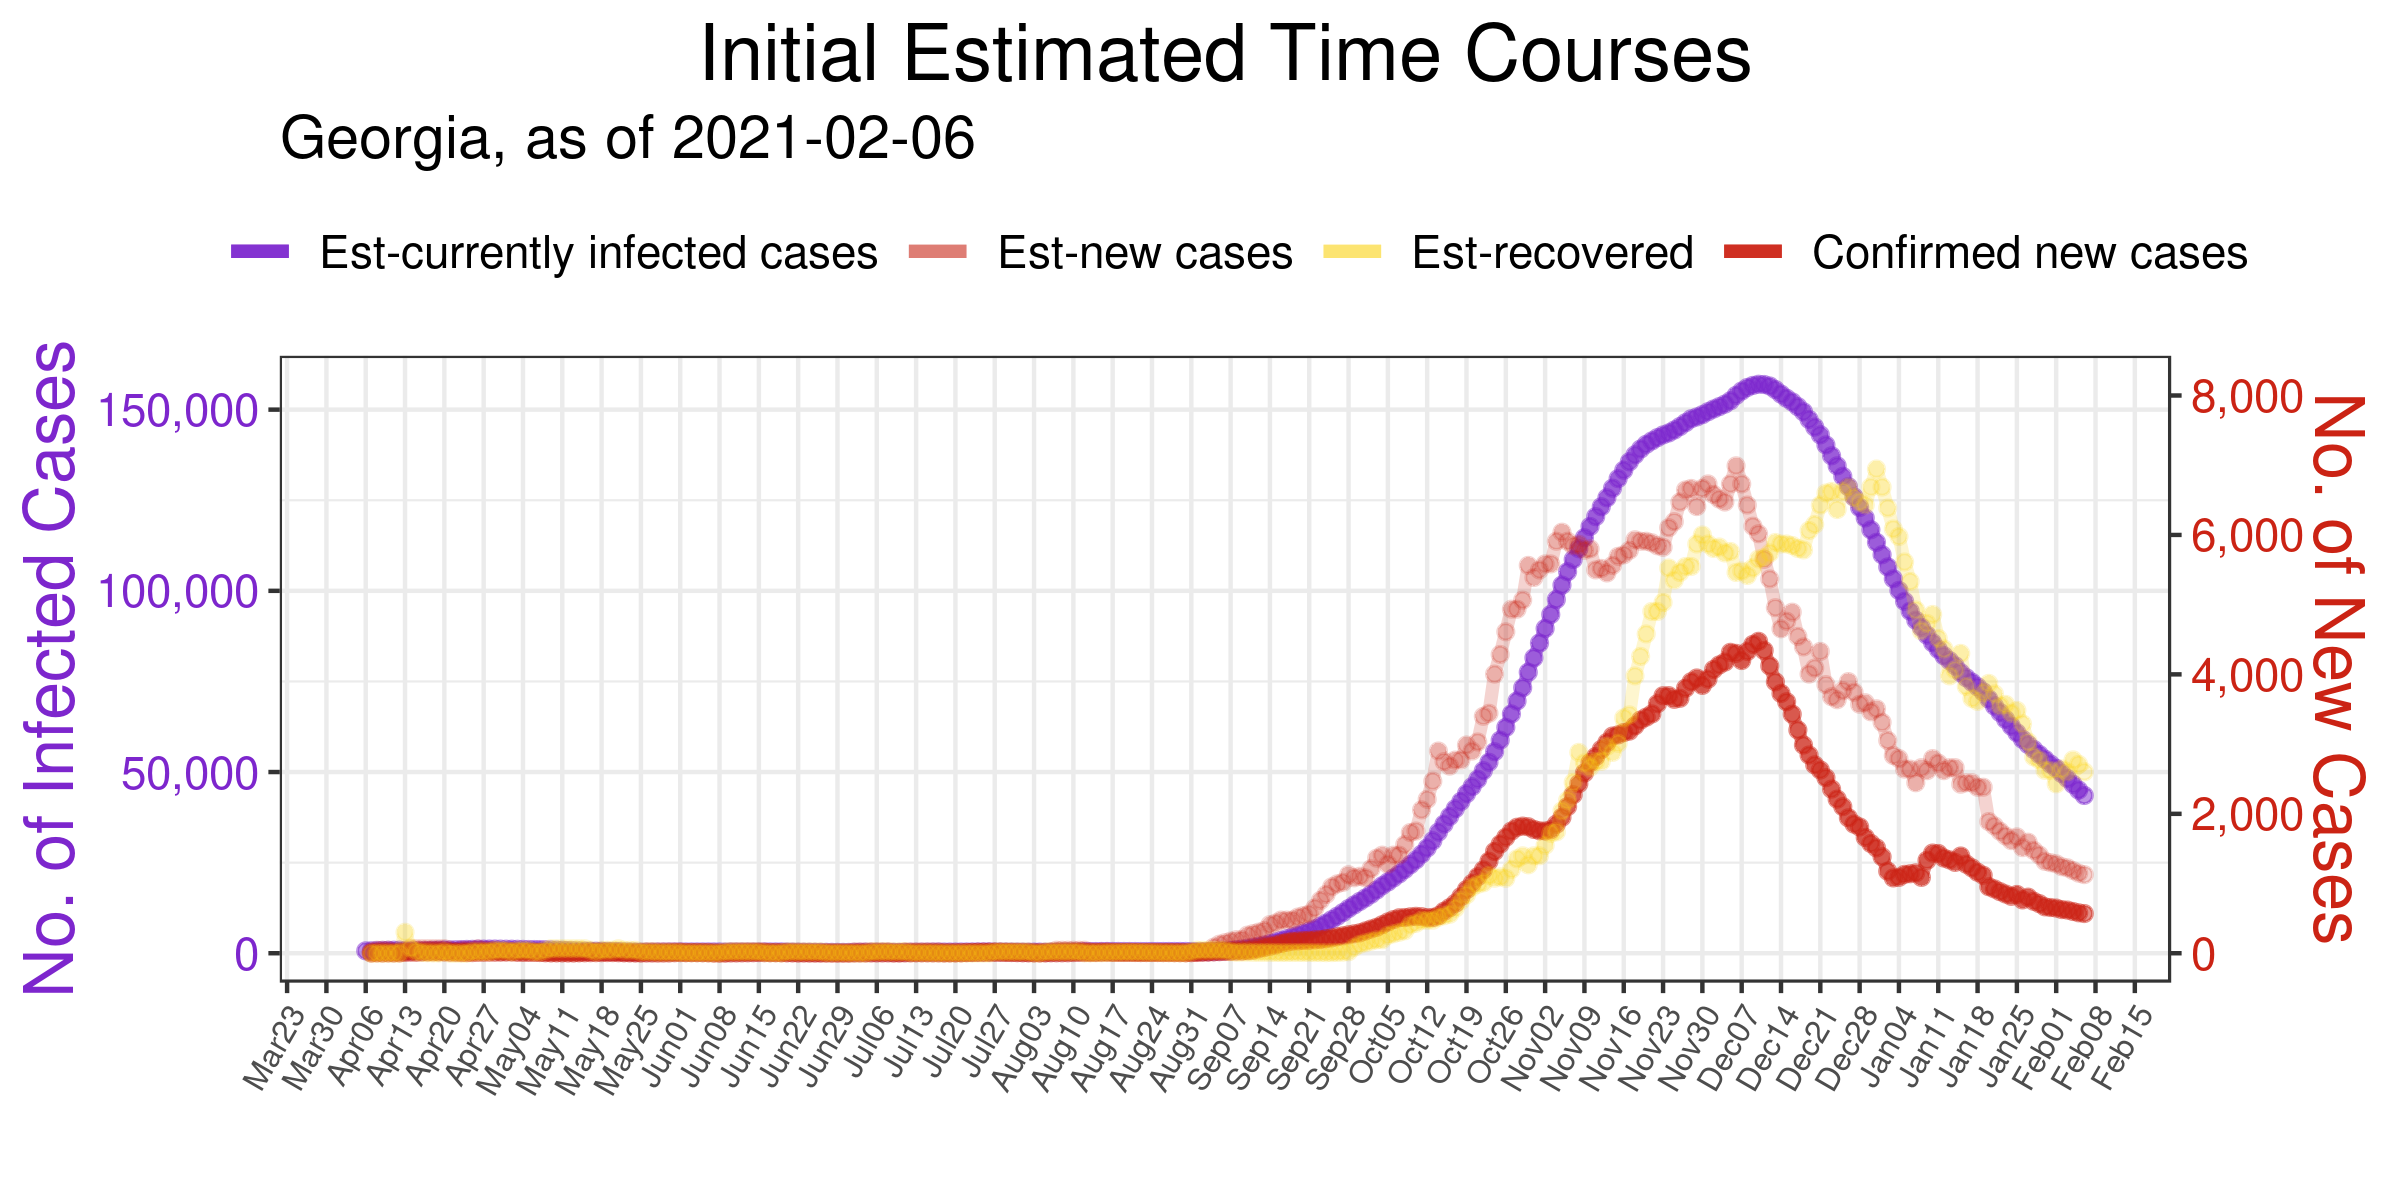 Initial Estimated Time Courses
Georgia, as of 2021-02-06
Est-currently infected cases Est-new cases Est-recovered Confirmed new cases
No. of Infected Cases
150,000
100,000
50,000
0
8,000
6,000
4,000
2,000
0
No. of New Cases
Mar23 Mar30 Apr06 Apr13 Apr20 Apr27 May04 May11 May18 May25 Jun01 Jun08 Jun15 Jun22 Jun29 Jul06 Jul13 Jul20 Jul27 Aug03 Aug10 Aug17 Aug24 Aug31 Sep07 Sep14 Sep21 Sep28 Oct05 Oct12 Oct19 Oct26 Nov02 Nov09 Nov16 Nov23 Nov30 Dec07 Dec14 Dec21 Dec28 Jan04 Jan11 Jan18 Jan25 Feb01 Feb08 Feb15